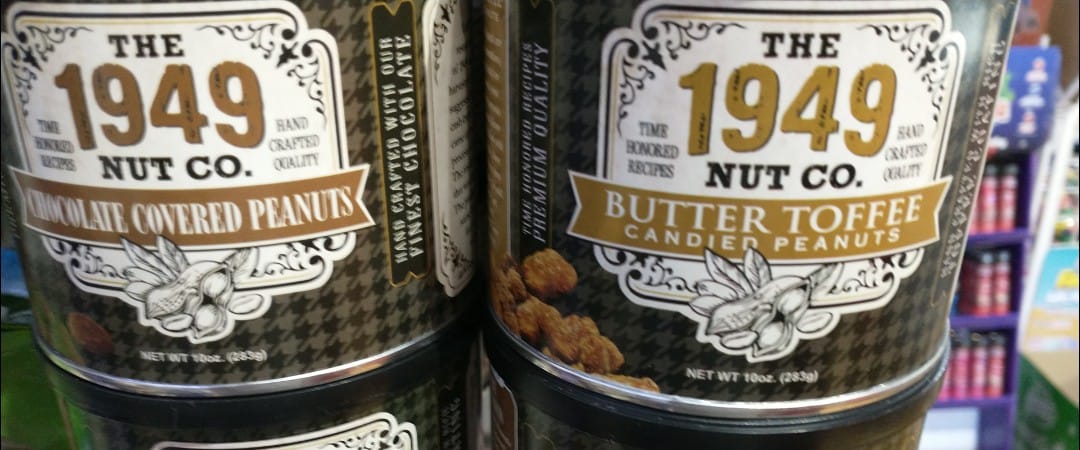 THE
1949
NUT CO.
TIME
HONORED
RECIPES
HAND
CRAFTED
QUALITY
CHOCOLATE COVERED PEANUTS
NET WT 10oz. (283g)
HAND CRAFTED WITH OUR
FINEST CHOCOLATE
TIME HONORED RECIPES
PREMIUM QUALITY
THE
1949
NUT CO.
TIME
HONORED
RECIPES
HAND
CRAFTED
QUALITY
BUTTER TOFFEE
CANDIED PEANUTS
NET WT 10oz. (283g)